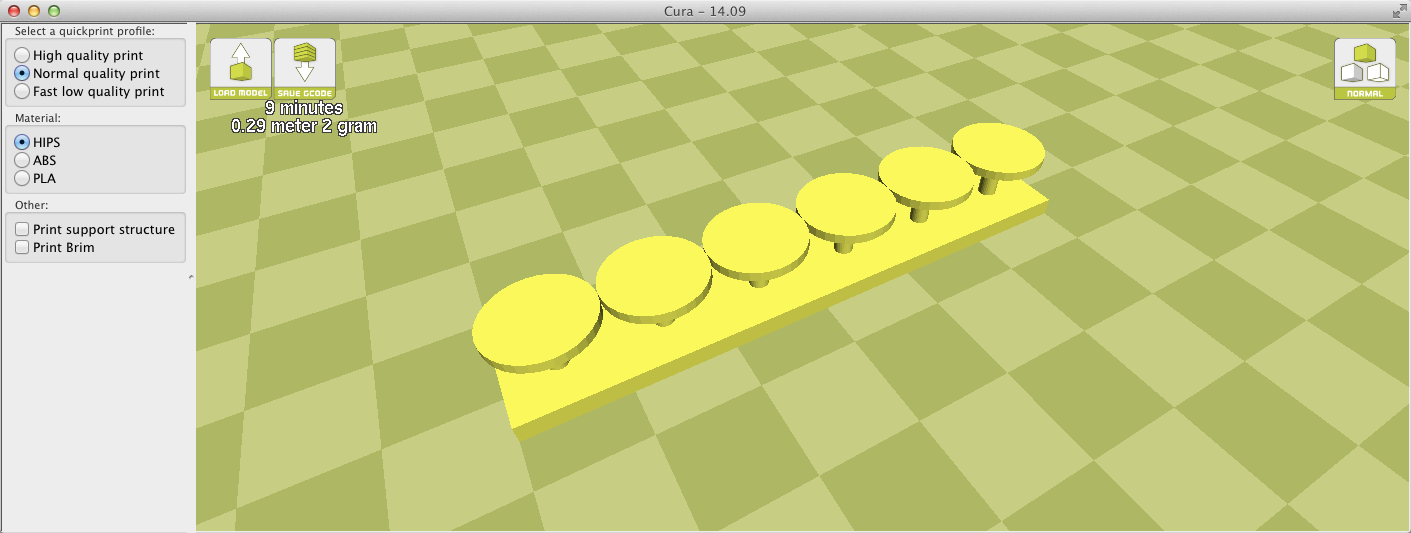 Cura – 14.09
Select a quickprint profile:
High quality print
Normal quality print
Fast low quality print
Material:
HIPS
ABS
PLA
Other:
Print support structure
Print Brim
LOAD MODEL
SAVE GCODE
9 minutes
0.29 meter 2 gram
NORMAL